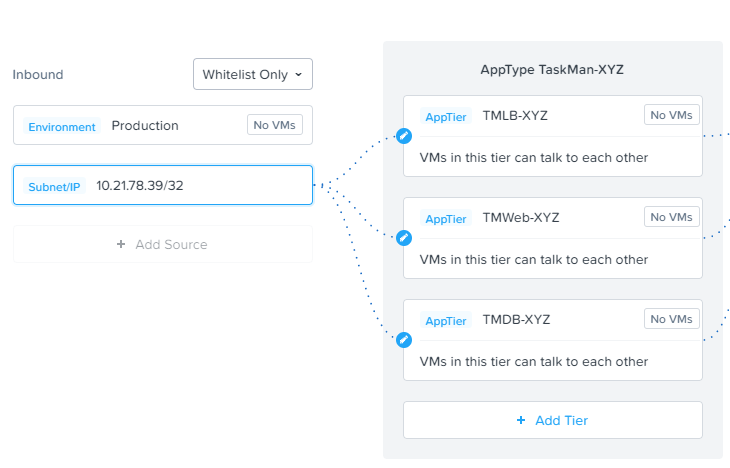 Inbound
Whitelist Only
Environment Production No VMs
Subnet/IP 10.21.78.39/32
+ Add Source
AppType TaskMan-XYZ
AppTier TMLB-XYZ No VMs
VMs in this tier can talk to each other
AppTier TMWeb-XYZ No VMs
VMs in this tier can talk to each other
AppTier TMDB-XYZ No VMs
VMs in this tier can talk to each other
+ Add Tier